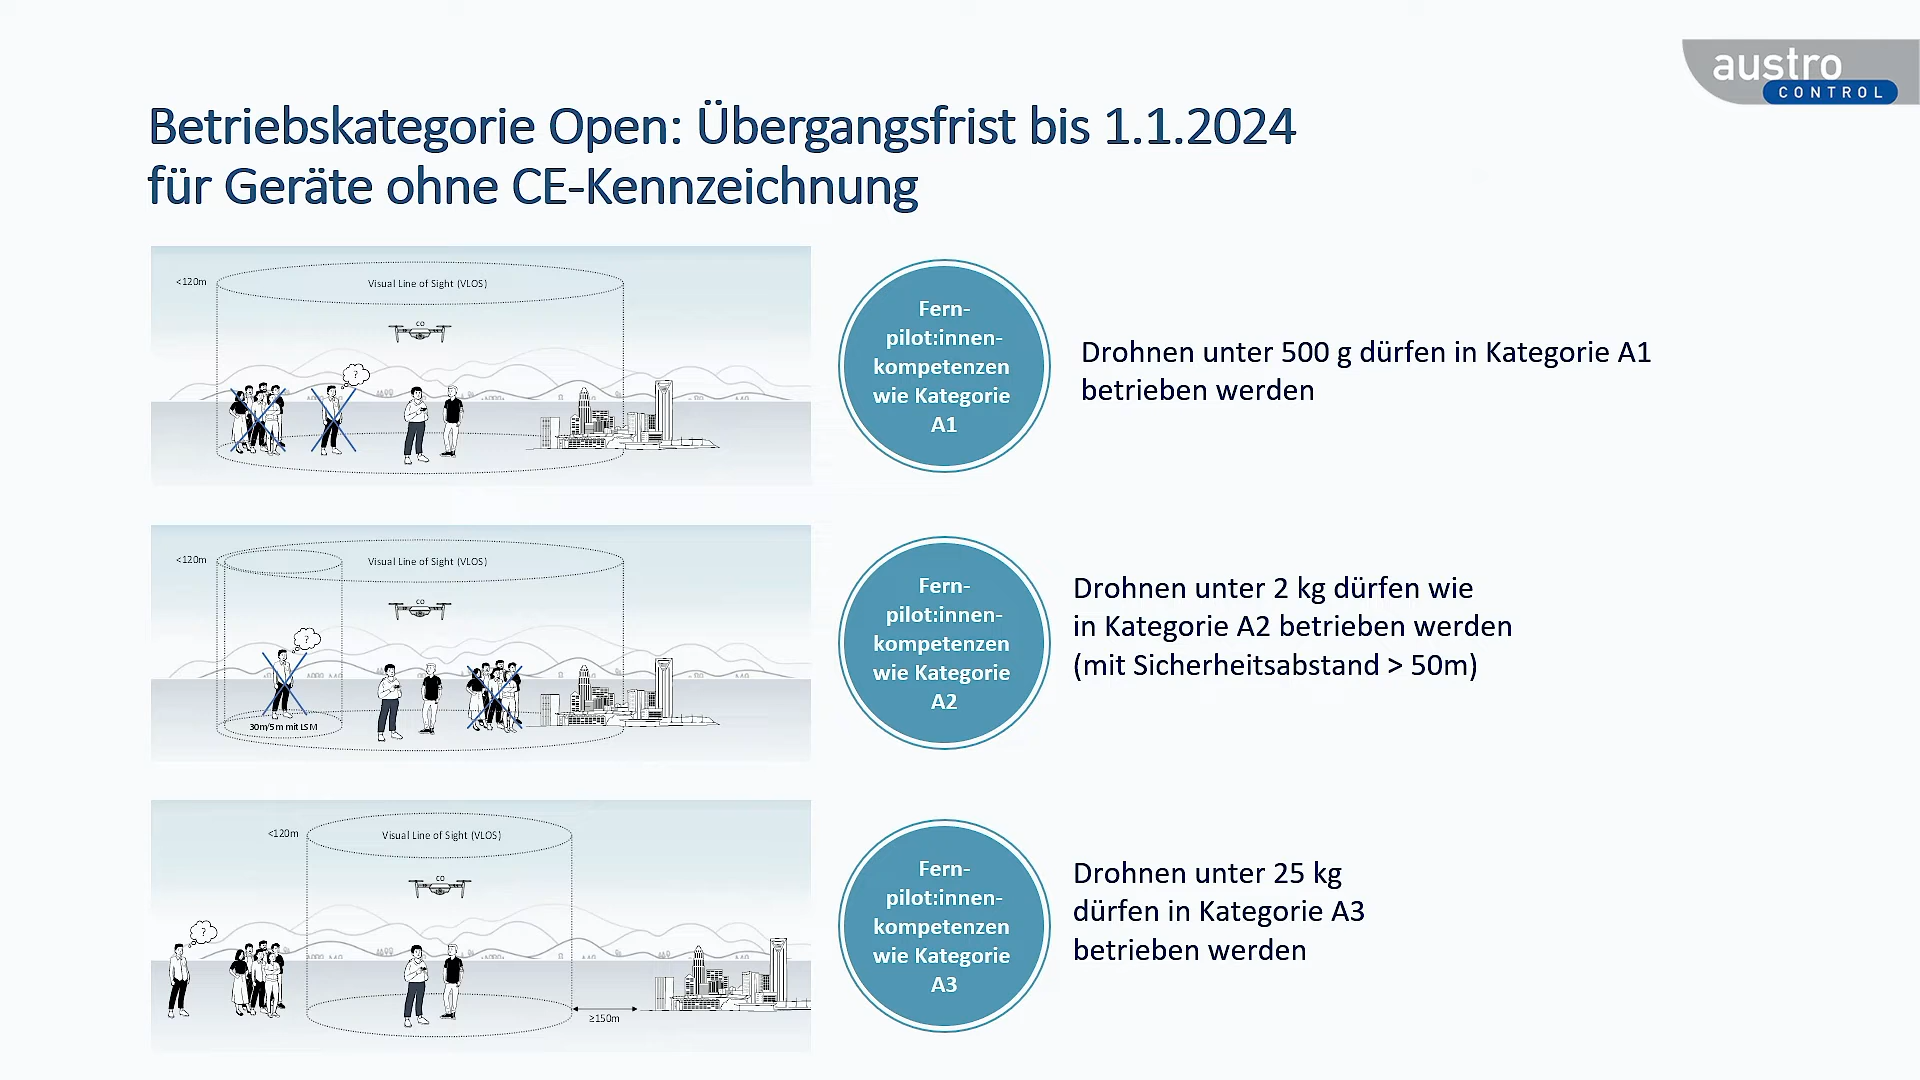 austro
CONTROL
Betriebskategorie Open: Übergangsfrist bis 1.1.2024
für Geräte ohne CE-Kennzeichnung
<120m
Visual Line of Sight (VLOS)
CO
?
Fern-
pilot:innen-
kompetenzen
wie Kategorie
A1
Drohnen unter 500 g dürfen in Kategorie A1
betrieben werden
<120m
Visual Line of Sight (VLOS)
CO
?
30m/5m mit LSM
Fern-
pilot:innen-
kompetenzen
wie Kategorie
A2
Drohnen unter 2 kg dürfen wie
in Kategorie A2 betrieben werden
(mit Sicherheitsabstand > 50m)
<120m
Visual Line of Sight (VLOS)
CO
?
≥150m
Fern-
pilot:innen-
kompetenzen
wie Kategorie
A3
Drohnen unter 25 kg
dürfen in Kategorie A3
betrieben werden